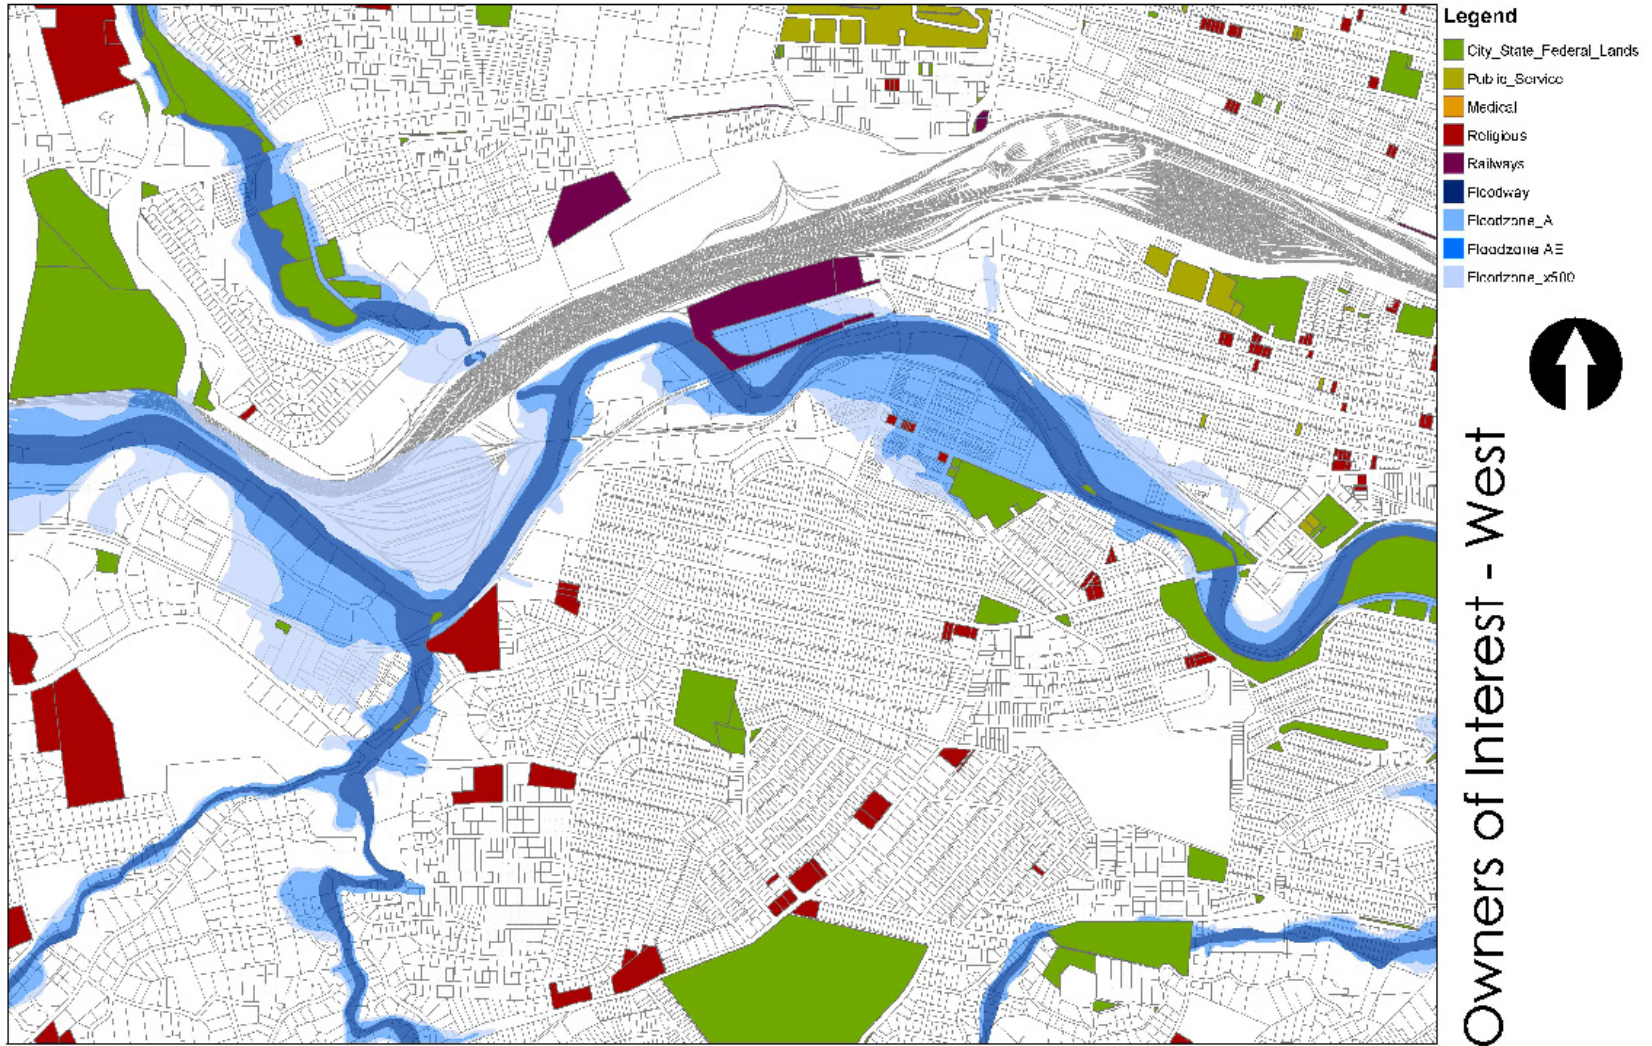 Legend
City_State_Federal_Lands
Public_Service
Medical
Religious
Railways
Floodway
Floodzone_A
Floodzone AE
Floodzone_x500
Owners of Interest - West